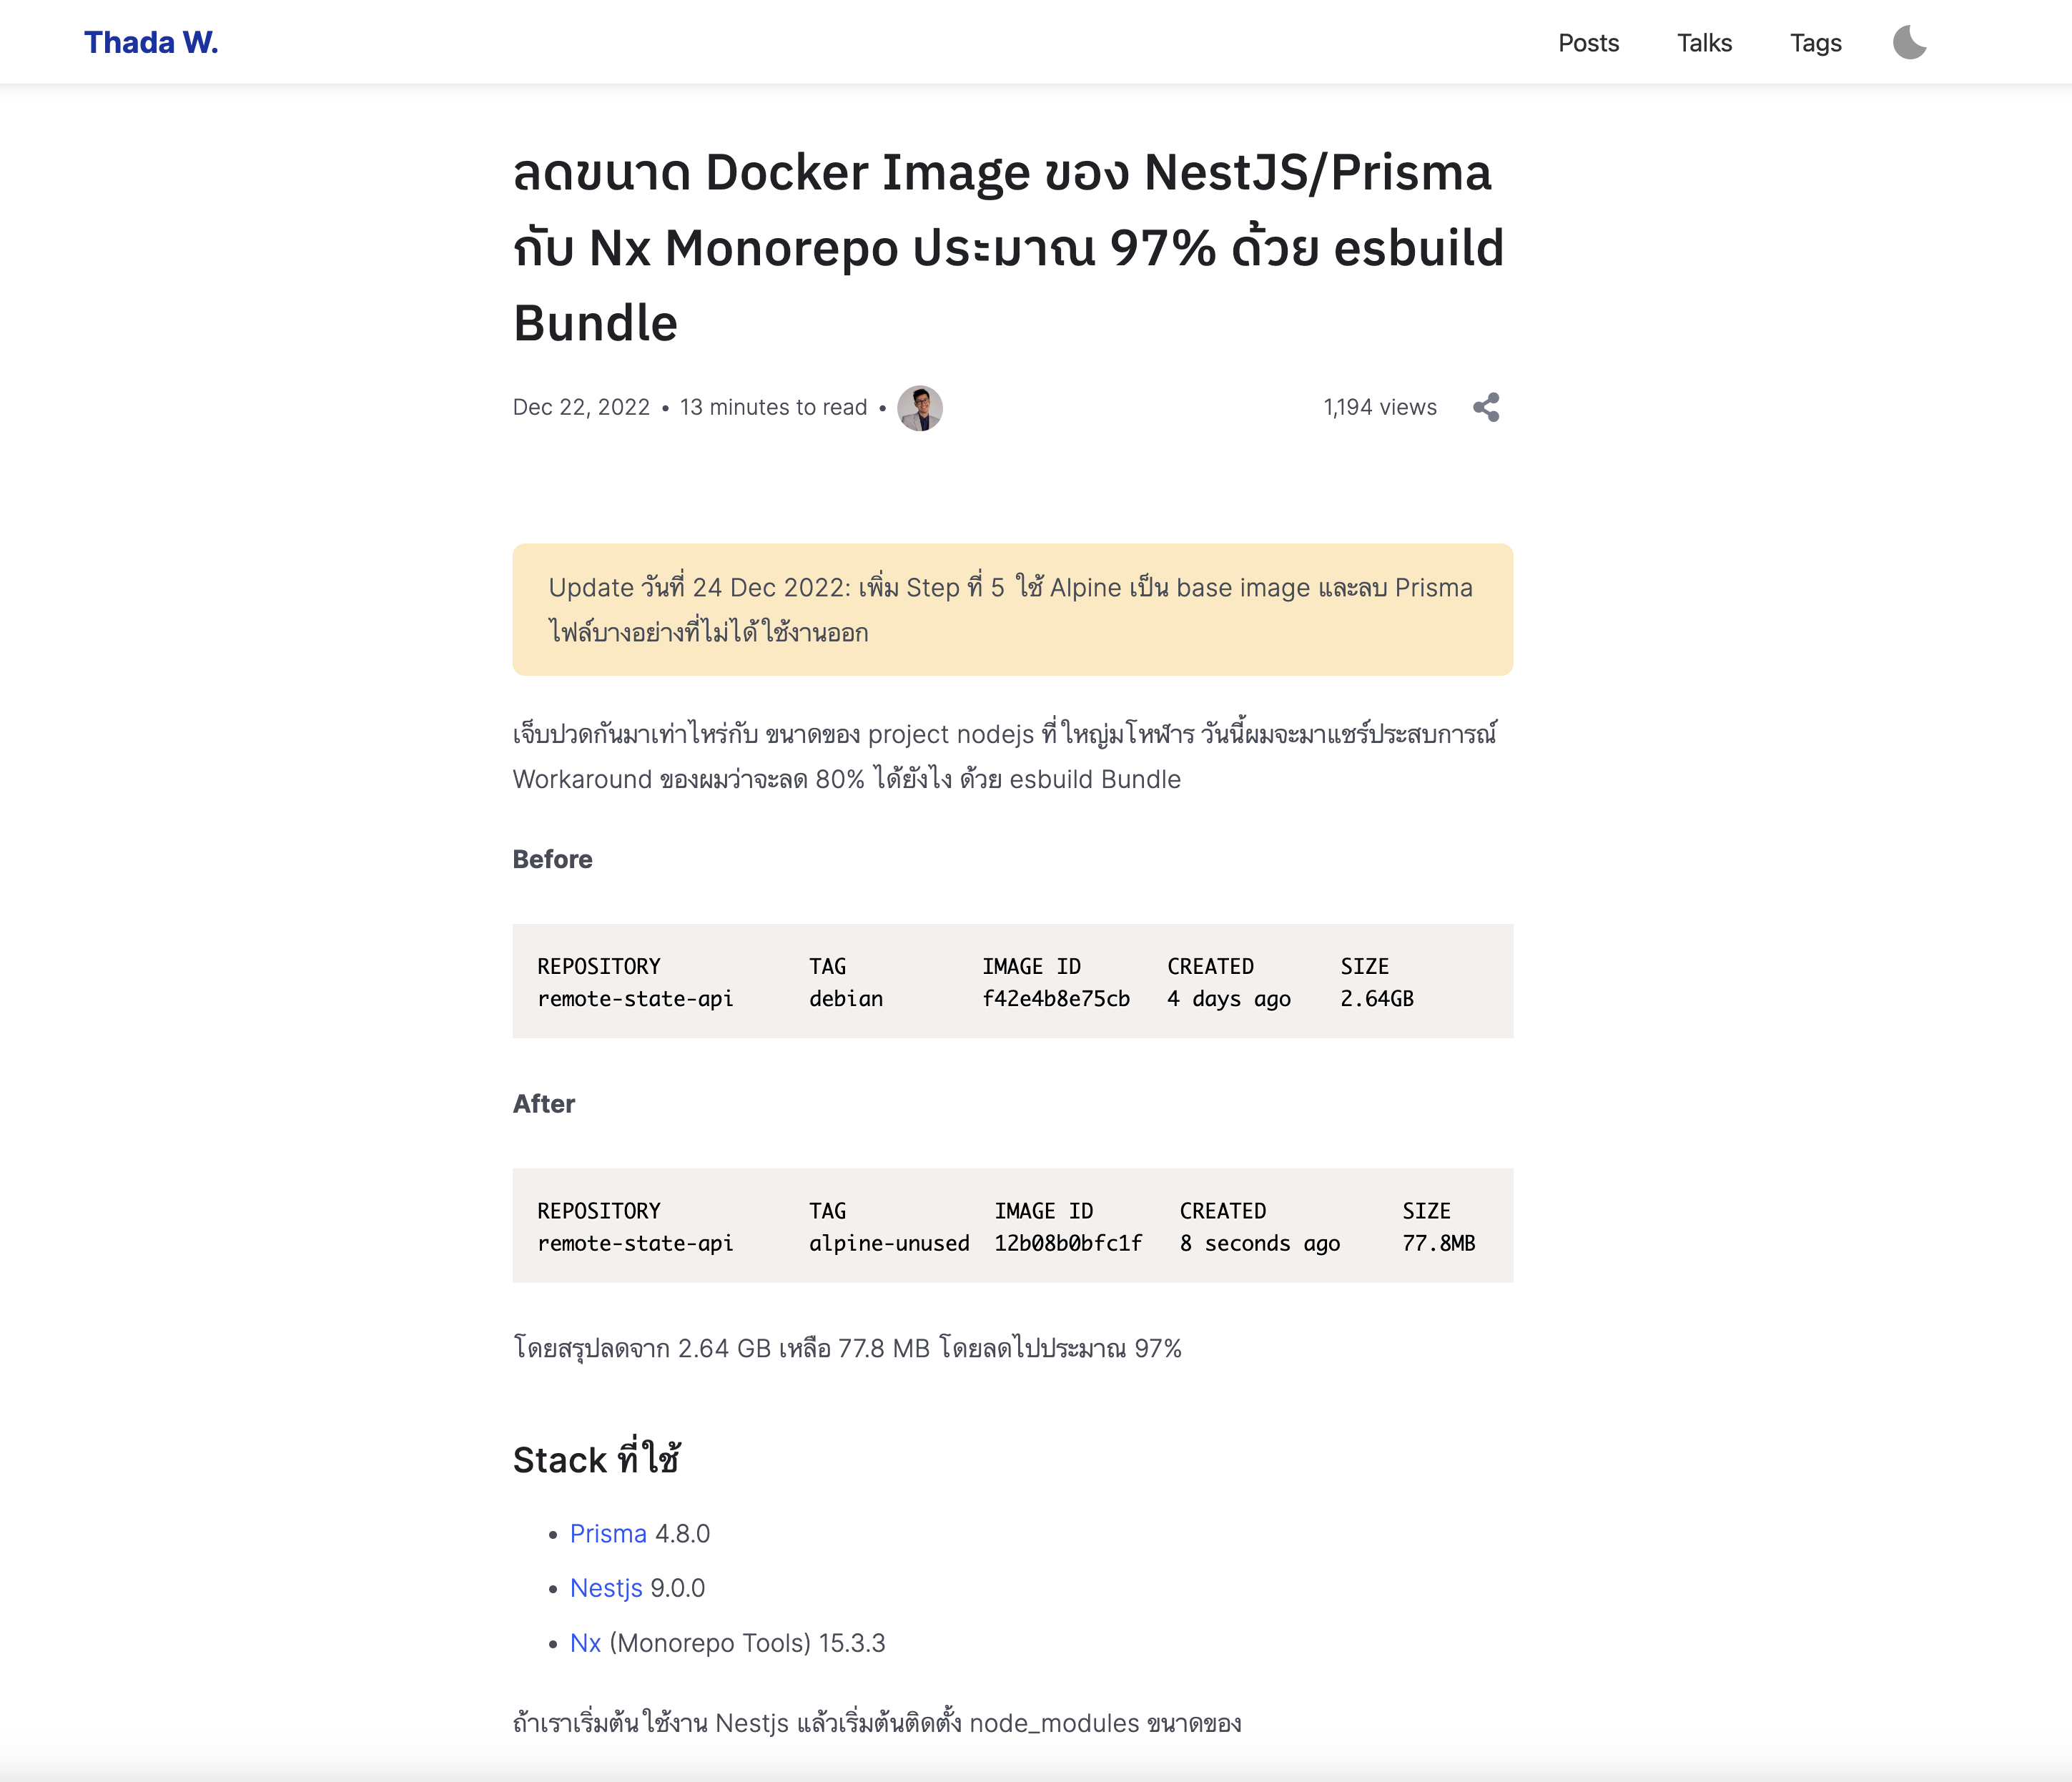 Thada W.
Posts Talks Tags
ลดขนาด Docker Image ของ NestJS/Prisma
กับ Nx Monorepo ประมาณ 97% ด้วย esbuild
Bundle
Dec 22, 2022 • 13 minutes to read •
1,194 views
Update วันที่ 24 Dec 2022: เพิ่ม Step ที่ 5 ใช้ Alpine เป็น base image และลบ Prisma
ไฟล์บางอย่างที่ไม่ได้ใช้งานออก
เจ็บปวดกันมาเท่าไหร่กับ ขนาดของ project nodejs ที่ใหญ่มโหฬาร วันนี้ผมจะมาแชร์ประสบการณ์
Workaround ของผมว่าจะลด 80% ได้ยังไง ด้วย esbuild Bundle
Before
REPOSITORY TAG IMAGE ID CREATED SIZE
remote-state-api debian f42e4b8e75cb 4 days ago 2.64GB
After
REPOSITORY TAG IMAGE ID CREATED SIZE
remote-state-api alpine-unused 12b08b0bfc1f 8 seconds ago 77.8MB
โดยสรุปลดจาก 2.64 GB เหลือ 77.8 MB โดยลดไปประมาณ 97%
Stack ที่ใช้
• Prisma 4.8.0
• Nestjs 9.0.0
• Nx (Monorepo Tools) 15.3.3
ถ้าเราเริ่มต้นใช้งาน Nestjs แล้วเริ่มต้นติดตั้ง node_modules ขนาดของ